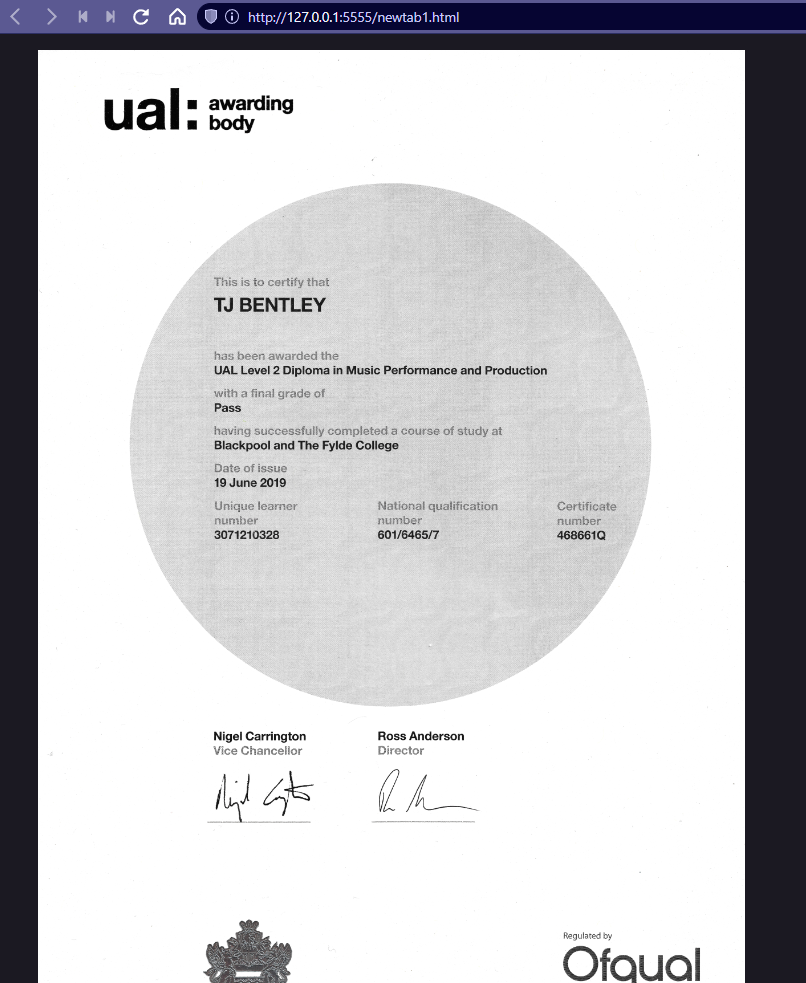 http://127.0.0.1:5555/newtab1.html
ual: awarding
body
This is to certify that
TJ BENTLEY
has been awarded the
UAL Level 2 Diploma in Music Performance and Production
with a final grade of
Pass
having successfully completed a course of study at
Blackpool and The Fylde College
Date of issue
19 June 2019
Unique learner
number
3071210328
National qualification
number
601/6465/7
Certificate
number
468661Q
Nigel Carrington
Vice Chancellor
Ross Anderson
Director
Regulated by
Ofqual